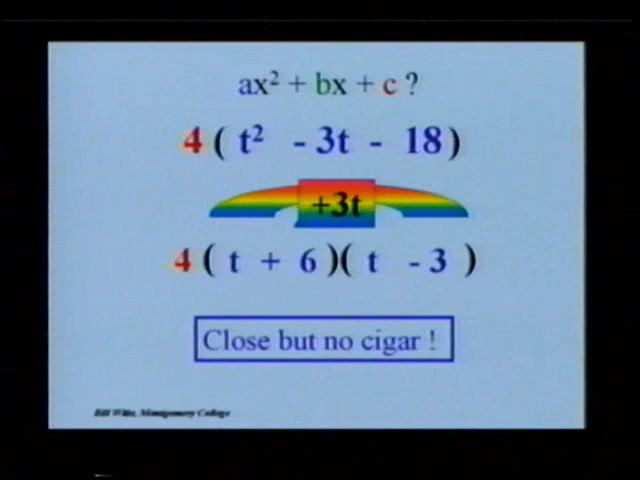 ax² + bx + c ?
4 ( t² - 3t - 18 )
+3t
4 ( t + 6 )( t - 3 )
Close but no cigar !
Bill Witte, Montgomery College